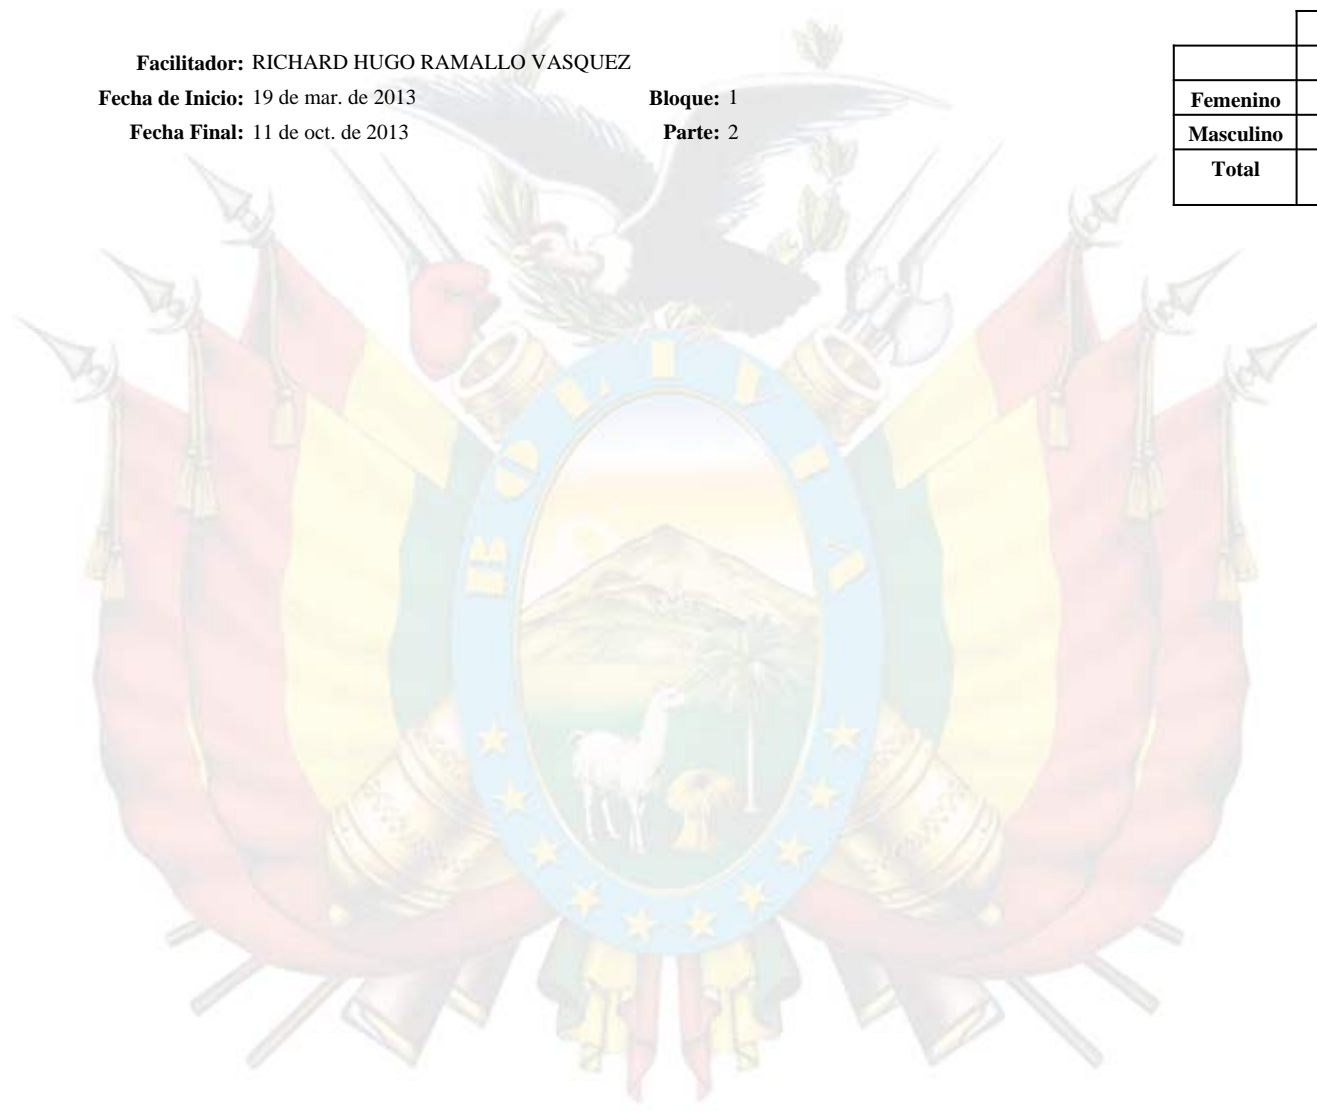 Facilitador: RICHARD HUGO RAMALLO VASQUEZ
Fecha de Inicio: 19 de mar. de 2013 Bloque: 1
Fecha Final: 11 de oct. de 2013 Parte: 2
Femenino
Masculino
Total
BOLIVIA